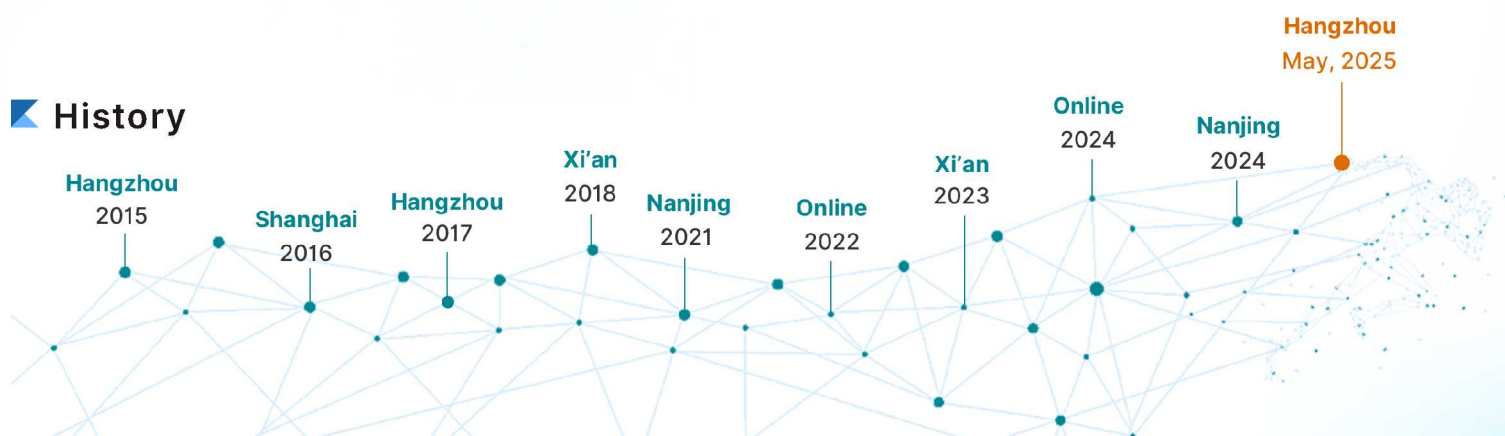 History
Hangzhou
2015
Shanghai
2016
Hangzhou
2017
Xi’an
2018
Nanjing
2021
Online
2022
Xi’an
2023
Online
2024
Nanjing
2024
Hangzhou
May, 2025